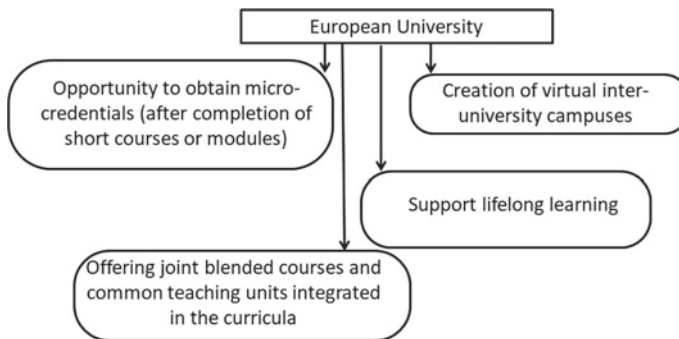 European University
Opportunity to obtain micro-
credentials (after completion of
short courses or modules)
Creation of virtual inter-
university campuses
Support lifelong learning
Offering joint blended courses and
common teaching units integrated
in the curricula